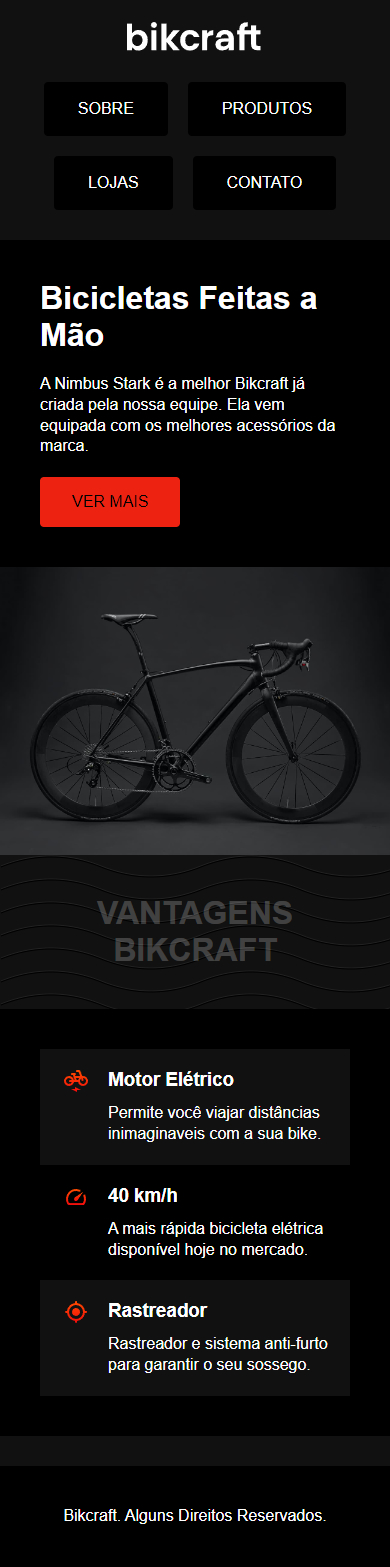 bikcraft
SOBRE PRODUTOS
LOJAS CONTATO
Bicicletas Feitas a
Mão
A Nimbus Stark é a melhor Bikcraft já
criada pela nossa equipe. Ela vem
equipada com os melhores acessórios da
marca.
VER MAIS
VANTAGENS
BIKCRAFT
Motor Elétrico
Permite você viajar distâncias
inimaginaveis com a sua bike.
40 km/h
A mais rápida bicicleta elétrica
disponível hoje no mercado.
Rastreador
Rastreador e sistema anti-furto
para garantir o seu sossego.
Bikcraft. Alguns Direitos Reservados.